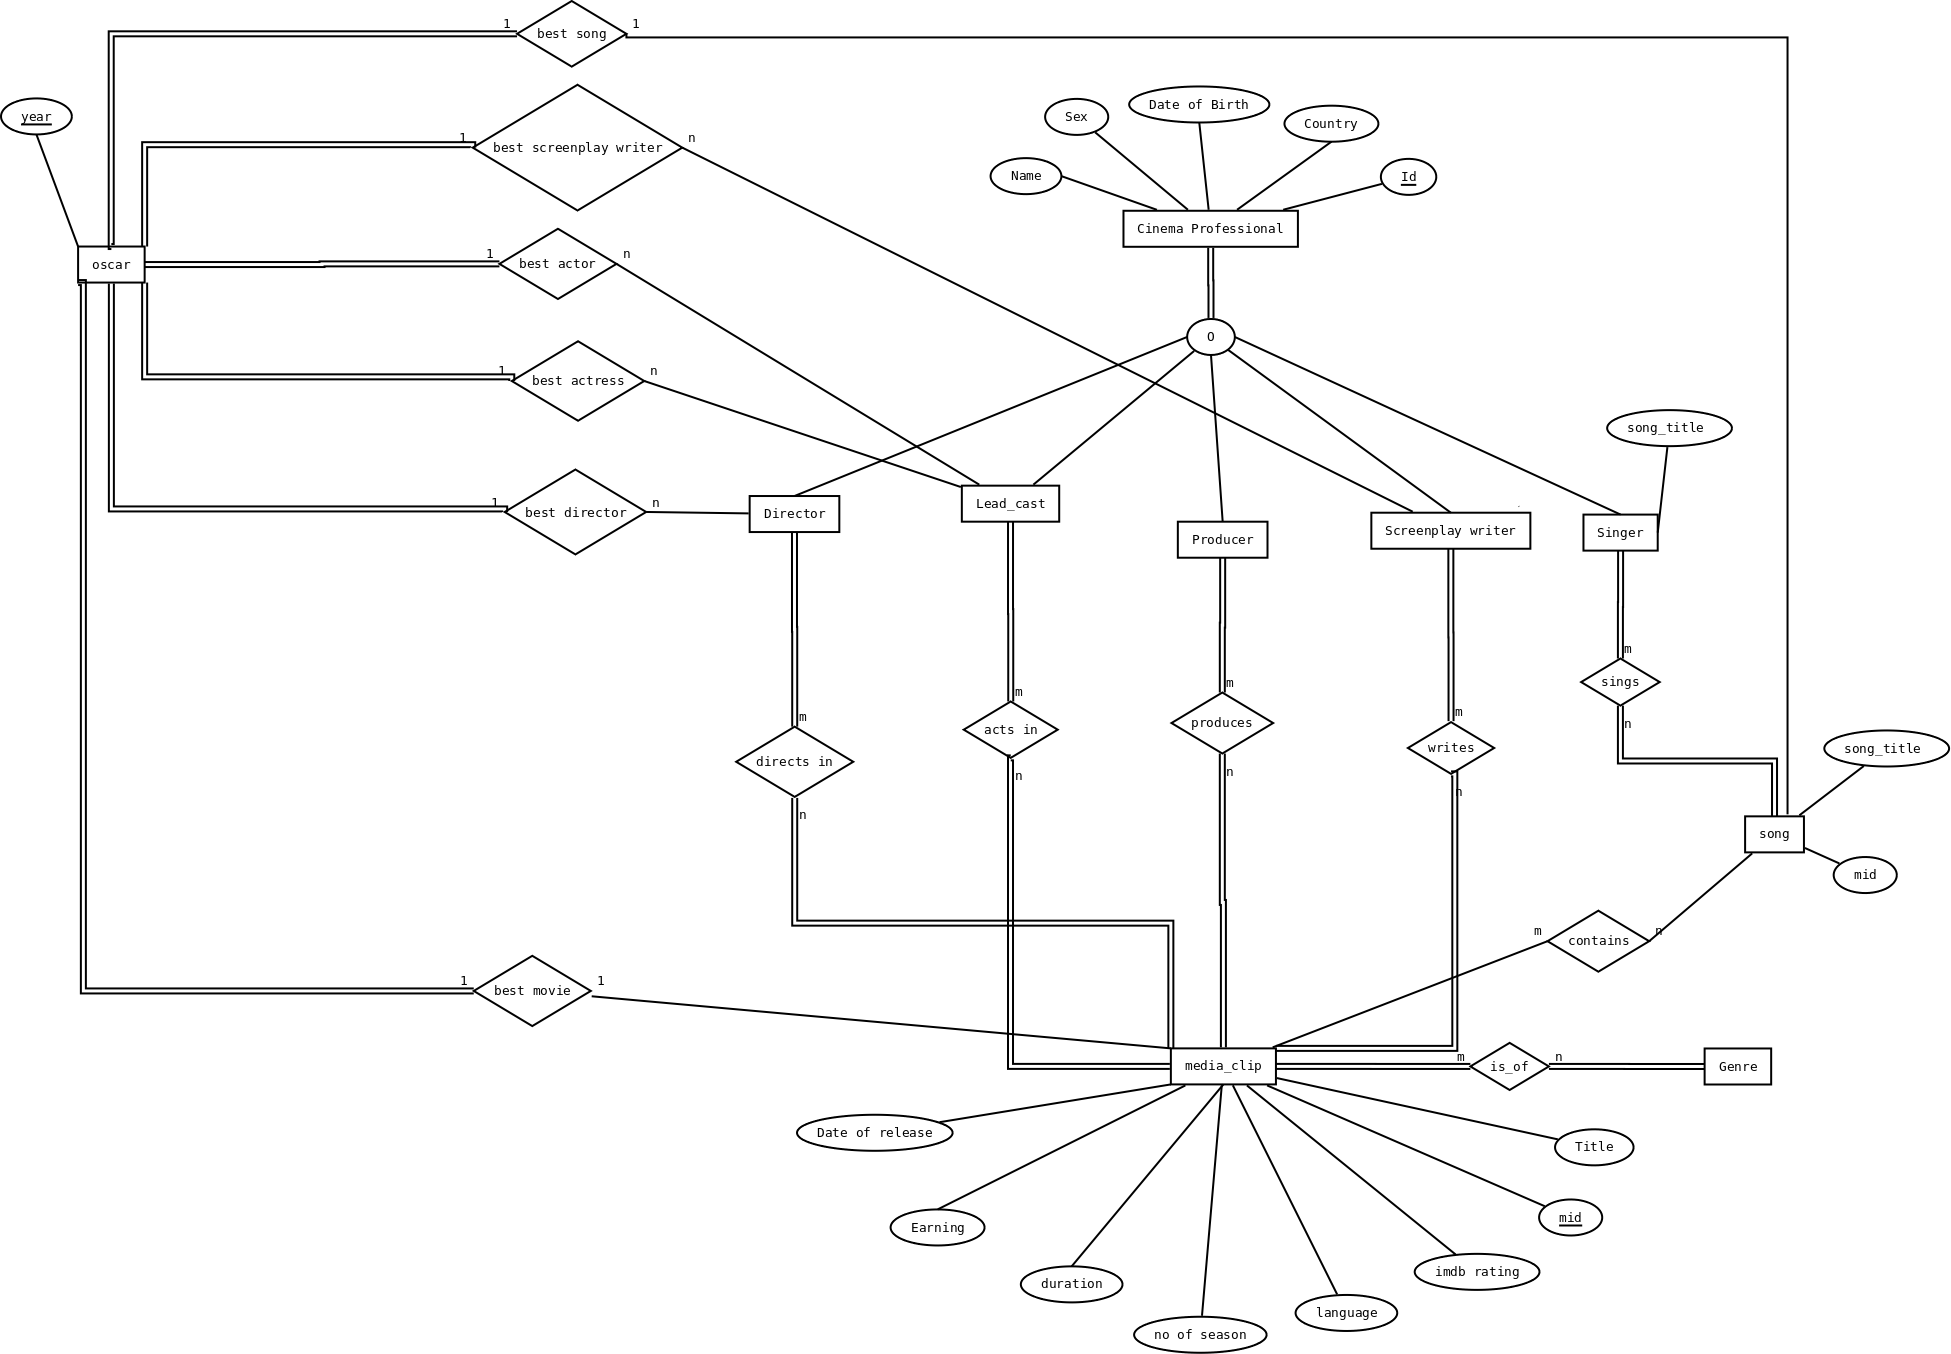 1
best song
1
year
1
best screenplay writer
n
Name
Sex
Date of Birth
Country
Id
Cinema Professional
oscar
1
best actor
n
O
1
best actress
n
1
best director
n
Director
Lead_cast
Producer
Screenplay writer
Singer
song_title
m
directs in
n
m
acts in
n
m
produces
n
m
writes
n
m
sings
n
song_title
song
mid
m
contains
n
1
best movie
1
media_clip
m
is_of
n
Genre
Date of release
Title
Earning
mid
duration
imdb rating
no of season
language